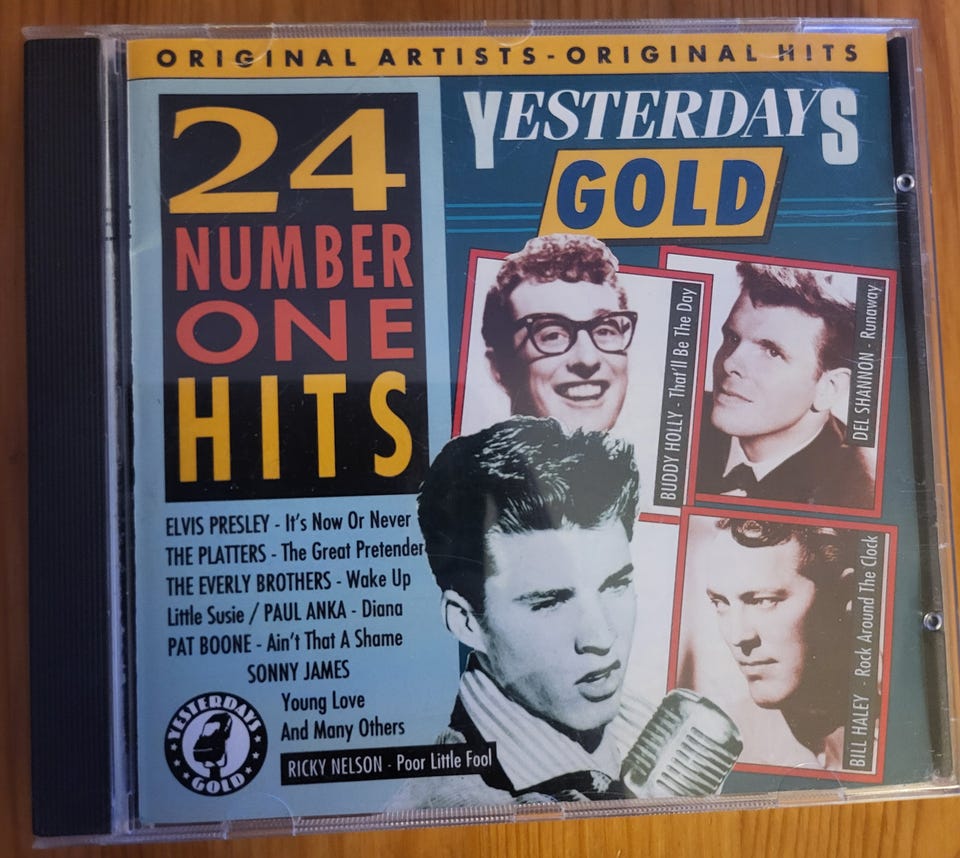 ORIGINAL ARTISTS - ORIGINAL HITS
24
NUMBER
ONE
HITS
YESTERDAYS
GOLD
BUDDY HOLLY - That'll Be The Day
DEL SHANNON - Runaway
BILL HALEY - Rock Around The Clock
ELVIS PRESLEY - It's Now Or Never
THE PLATTERS - The Great Pretender
THE EVERLY BROTHERS - Wake Up
Little Susie / PAUL ANKA - Diana
PAT BOONE - Ain't That A Shame
SONNY JAMES
Young Love
And Many Others
RICKY NELSON - Poor Little Fool
YESTERDAYS
GOLD